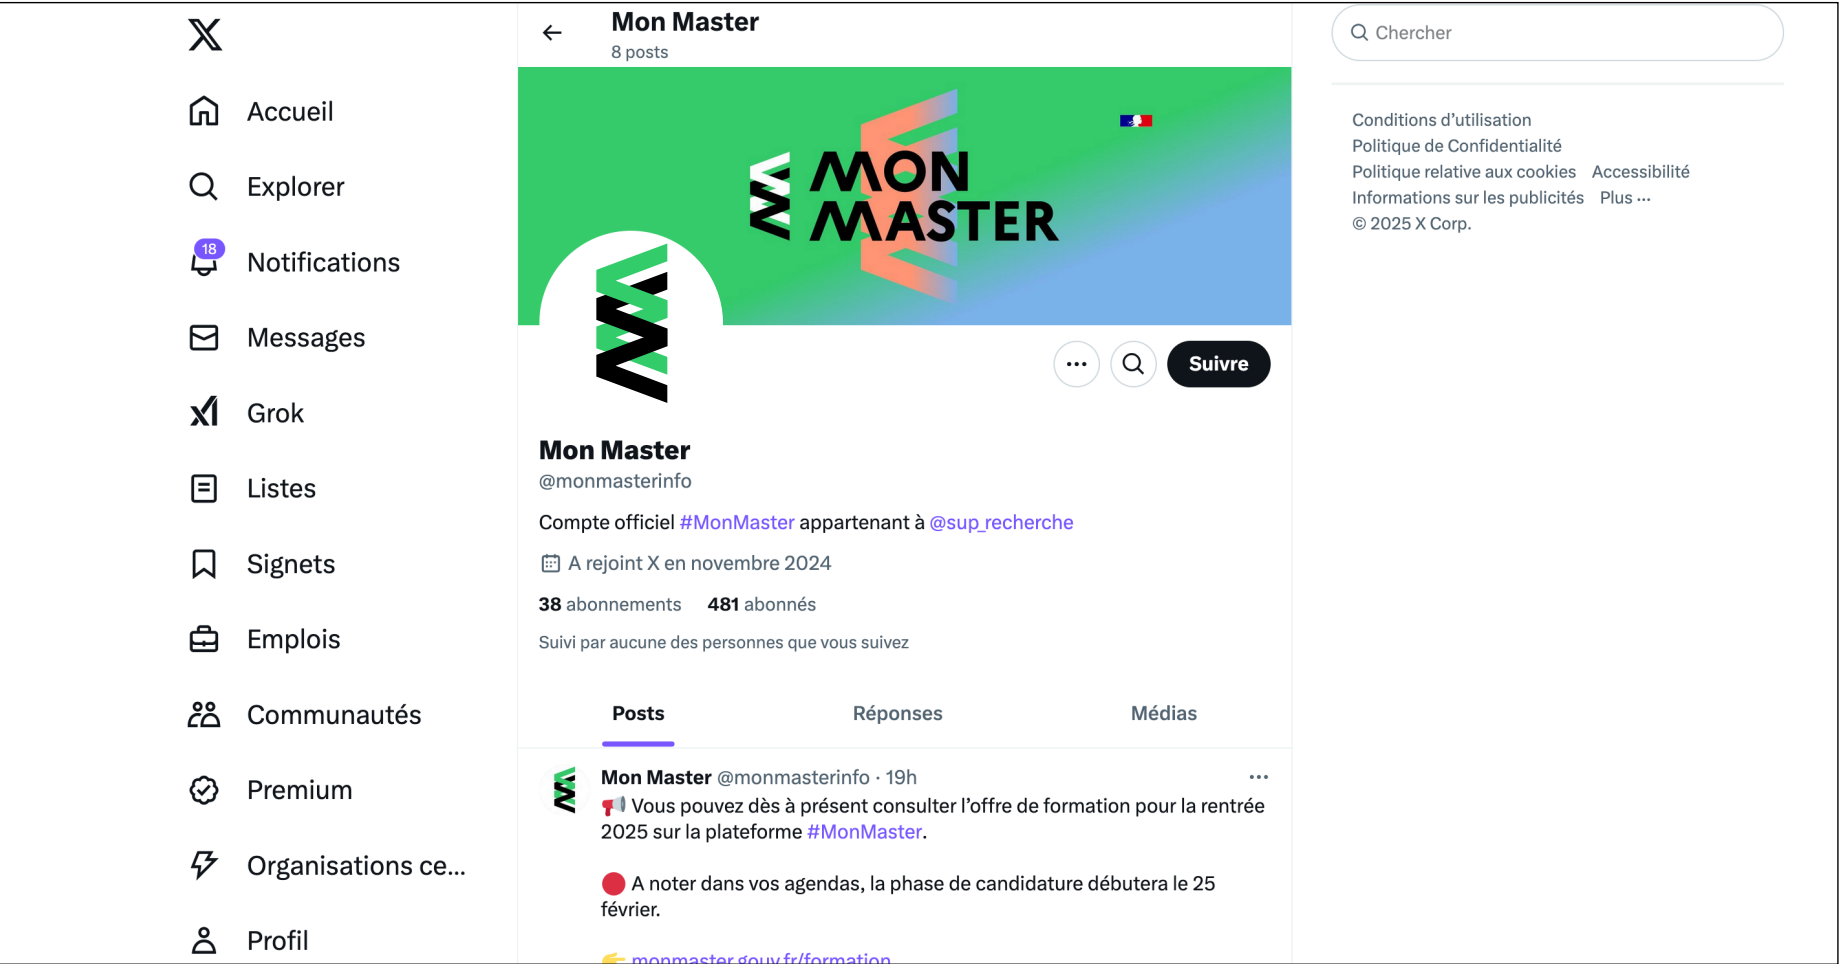 Accueil
Explorer
18
Notifications
Messages
Grok
Listes
Signets
Emplois
Communautés
Premium
Organisations ce...
Profil
Mon Master
8 posts
MON
MASTER
Suivre
Mon Master
@monmasterinfo
Compte officiel #MonMaster appartenant à @sup_recherche
A rejoint X en novembre 2024
38 abonnements 481 abonnés
Suivi par aucune des personnes que vous suivez
Posts Réponses Médias
Mon Master @monmasterinfo · 19h
📢 Vous pouvez dès à présent consulter l’offre de formation pour la rentrée
2025 sur la plateforme #MonMaster.
🔴 A noter dans vos agendas, la phase de candidature débutera le 25
février.
👉 monmaster.gouv.fr/formation
Chercher
Conditions d’utilisation
Politique de Confidentialité
Politique relative aux cookies Accessibilité
Informations sur les publicités Plus ···
© 2025 X Corp.